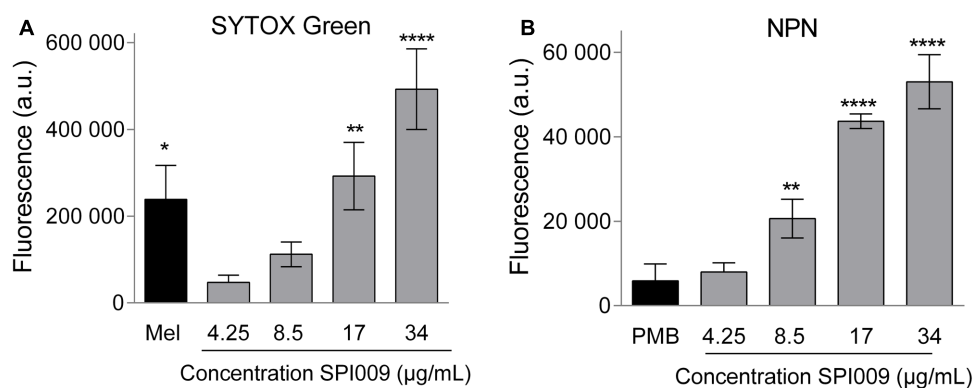 A
SYTOX Green
Fluorescence (a.u.)
600 000
400 000
200 000
0
*
**
****
Mel
4.25
8.5
17
34
Concentration SPI009 (µg/mL)
B
NPN
Fluorescence (a.u.)
60 000
40 000
20 000
0
**
****
****
PMB
4.25
8.5
17
34
Concentration SPI009 (µg/mL)